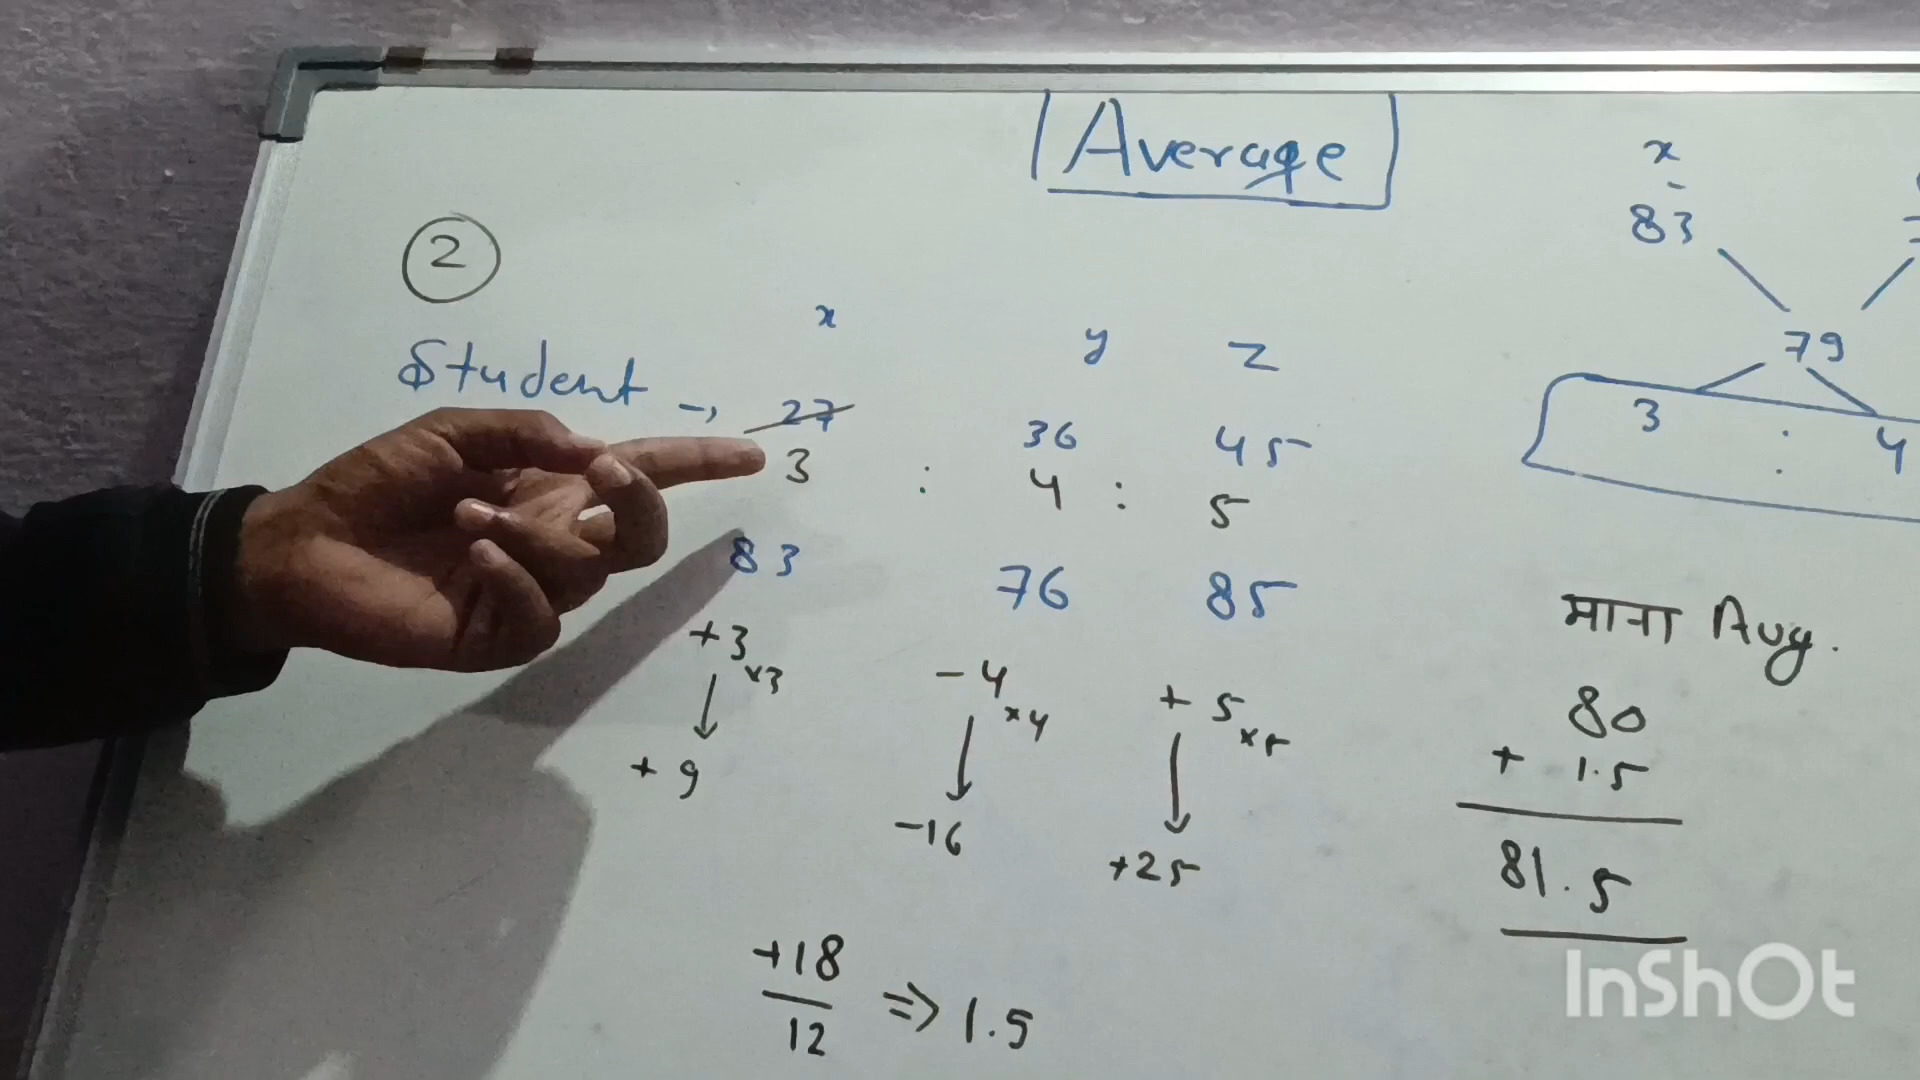 Average
2
x y z
Student → 27 36 45
3 : 4 : 5
83 76 85
+3 ×3 -4 ×4 +5 ×5
+9 -16 +25
+18
12
⇒ 1.5
x
83
79
3 : 4
माना Avg.
80
+ 1.5
81.5
InShOt